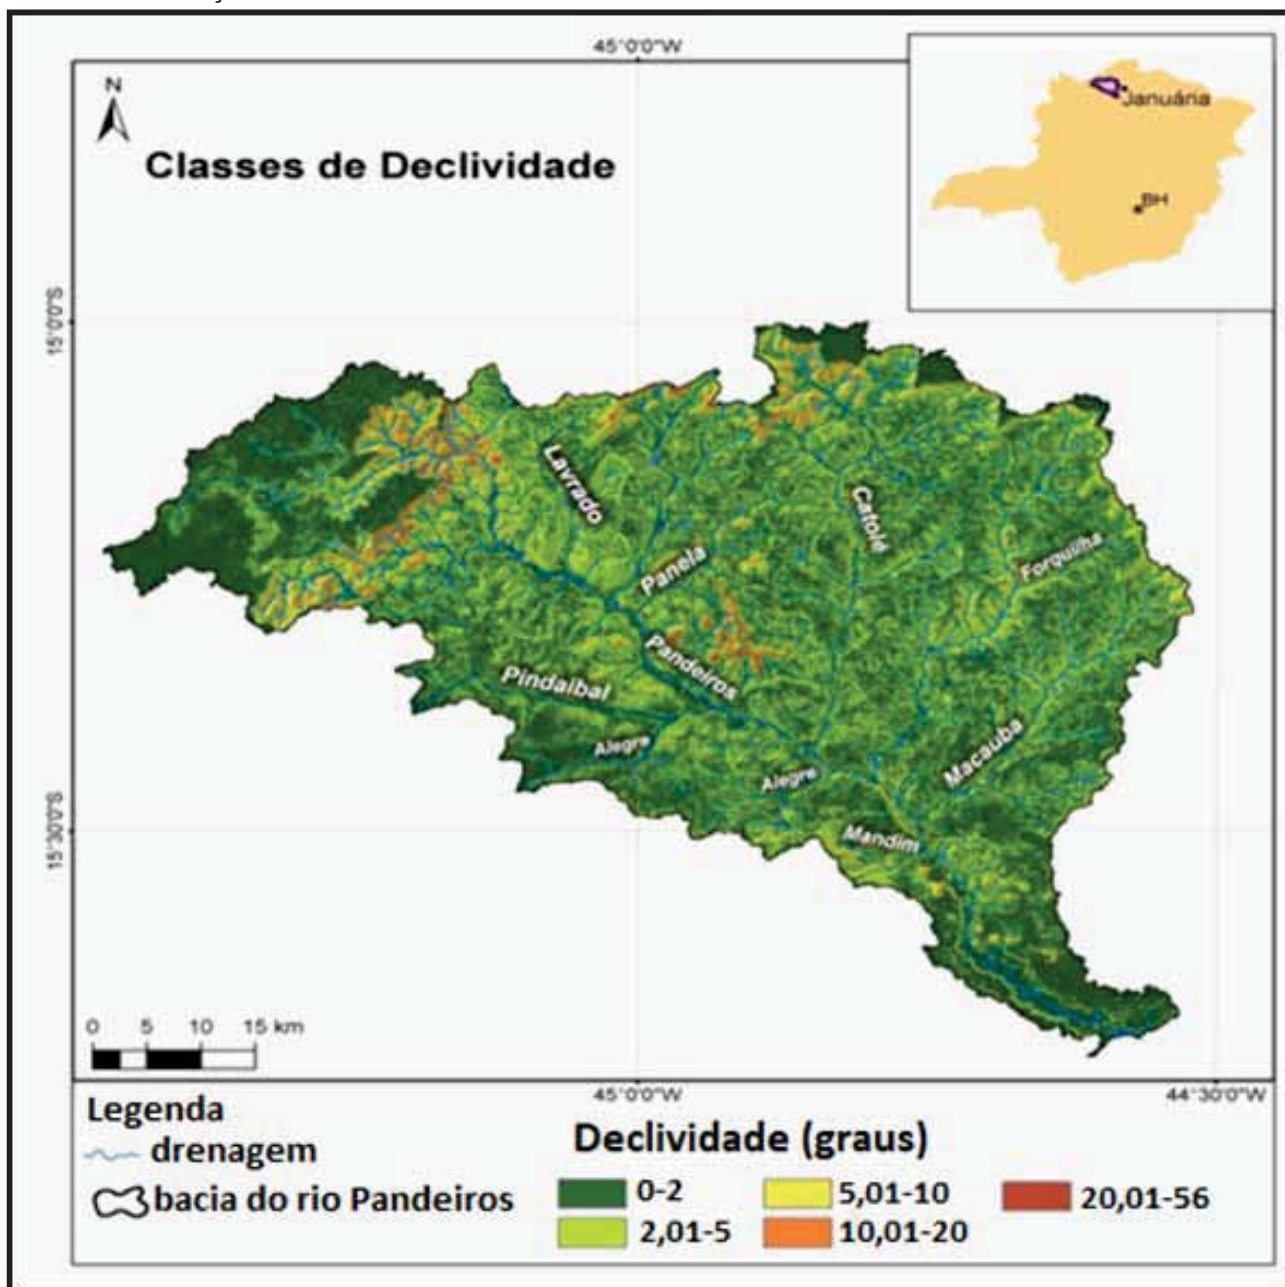 45°0'0"W
N
Classes de Declividade
Januária
BH
15°0'0"S
Lavrado
Catolé
Panela
Forquilha
Pandeiros
Pindaibal
Alegre
Alegre
Macauba
Mandim
15°30'0"S
0 5 10 15 km
45°0'0"W
44°30'0"W
Legenda
drenagem
bacia do rio Pandeiros
Declividade (graus)
0-2
5,01-10
20,01-56
2,01-5
10,01-20